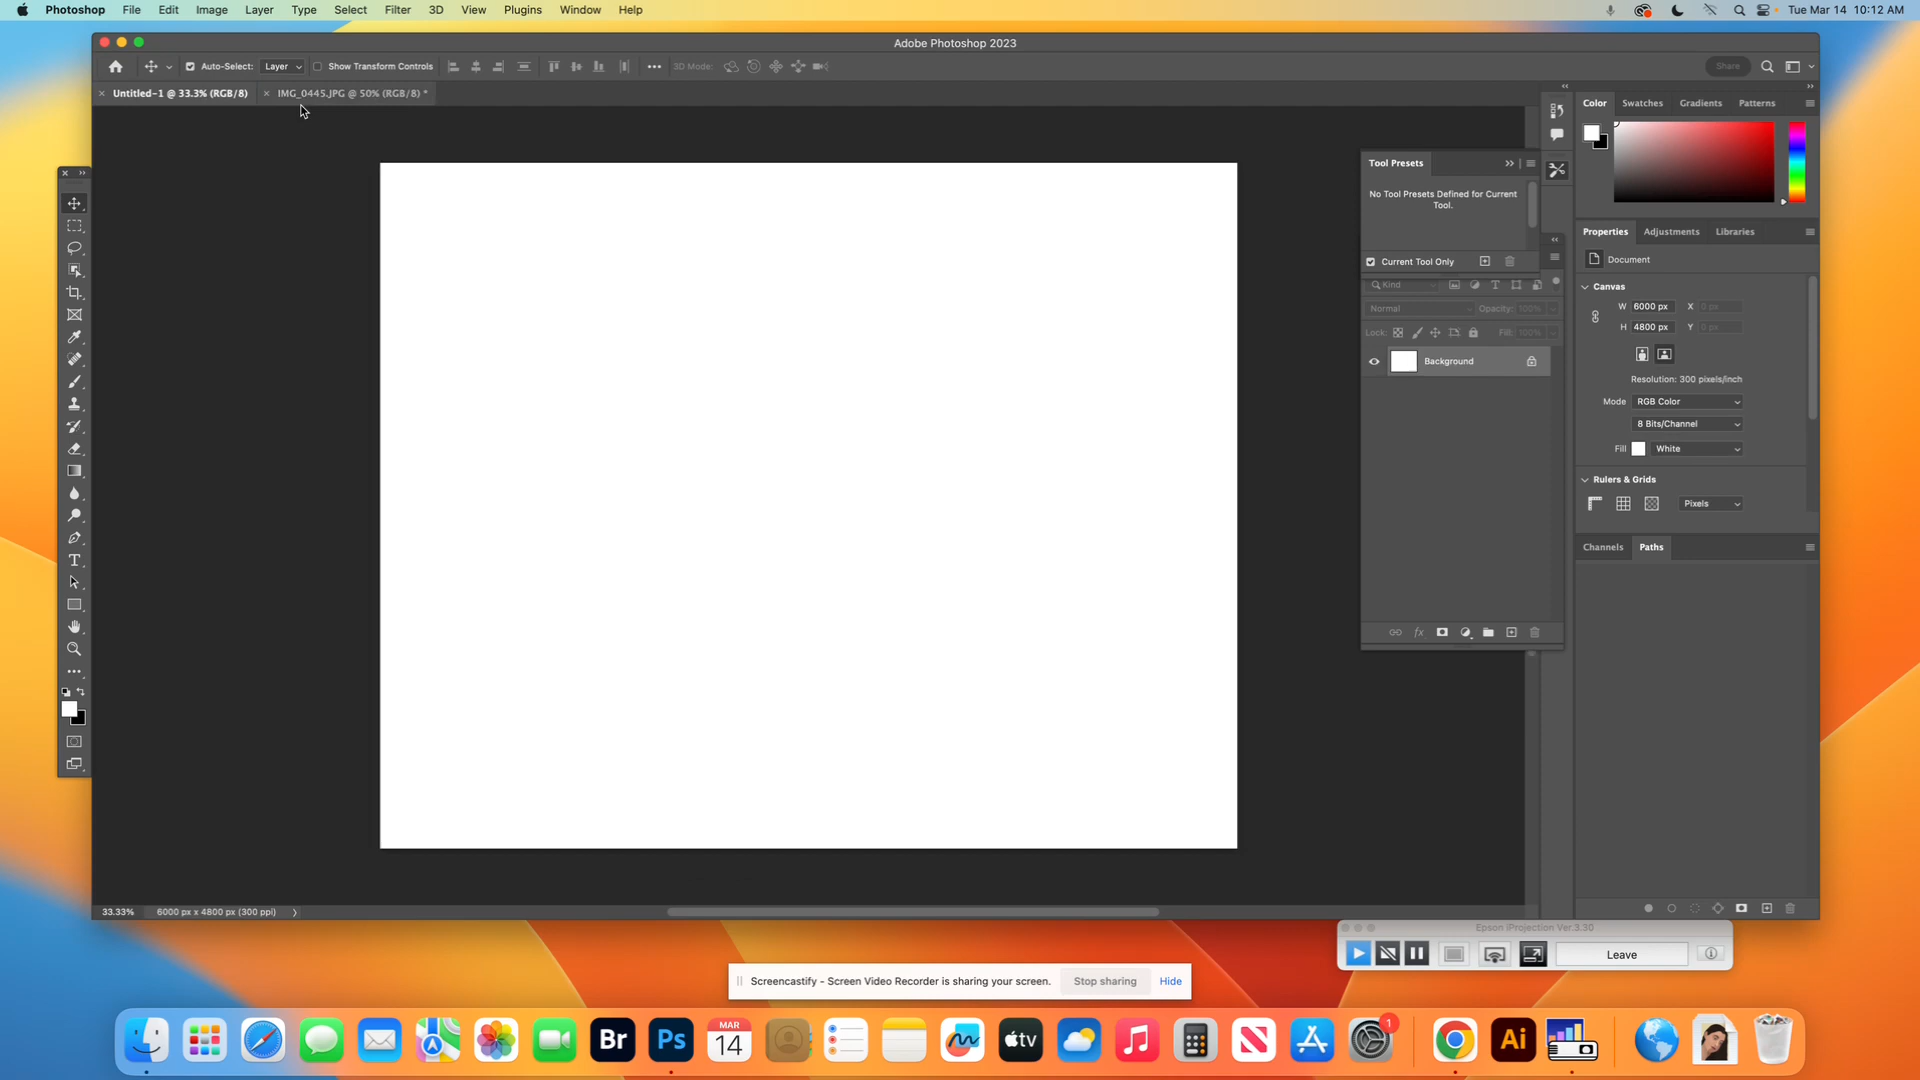 Photoshop File Edit Image Layer Type Select Filter 3D View Plugins Window Help Tue Mar 14 10:12 AM
Adobe Photoshop 2023
Auto-Select: Layer Show Transform Controls 3D Mode: Share
Untitled-1 @ 33.3% (RGB/8) IMG_0445.JPG @ 50% (RGB/8) *
Color Swatches Gradients Patterns
Tool Presets
No Tool Presets Defined for Current
Tool.
Current Tool Only
Kind
Normal Opacity: 100%
Lock: Fill: 100%
Background
Properties Adjustments Libraries
Document
Canvas
W 6000 px X 0 px
H 4800 px Y 0 px
Resolution: 300 pixels/inch
Mode RGB Color
8 Bits/Channel
Fill White
Rulers & Grids
Pixels
Channels Paths
T
33.33% 6000 px x 4800 px (300 ppi)
Epson iProjection Ver.3.30
Leave
Screencastify - Screen Video Recorder is sharing your screen. Stop sharing Hide
Br Ps MAR 14 tv 1 Ai